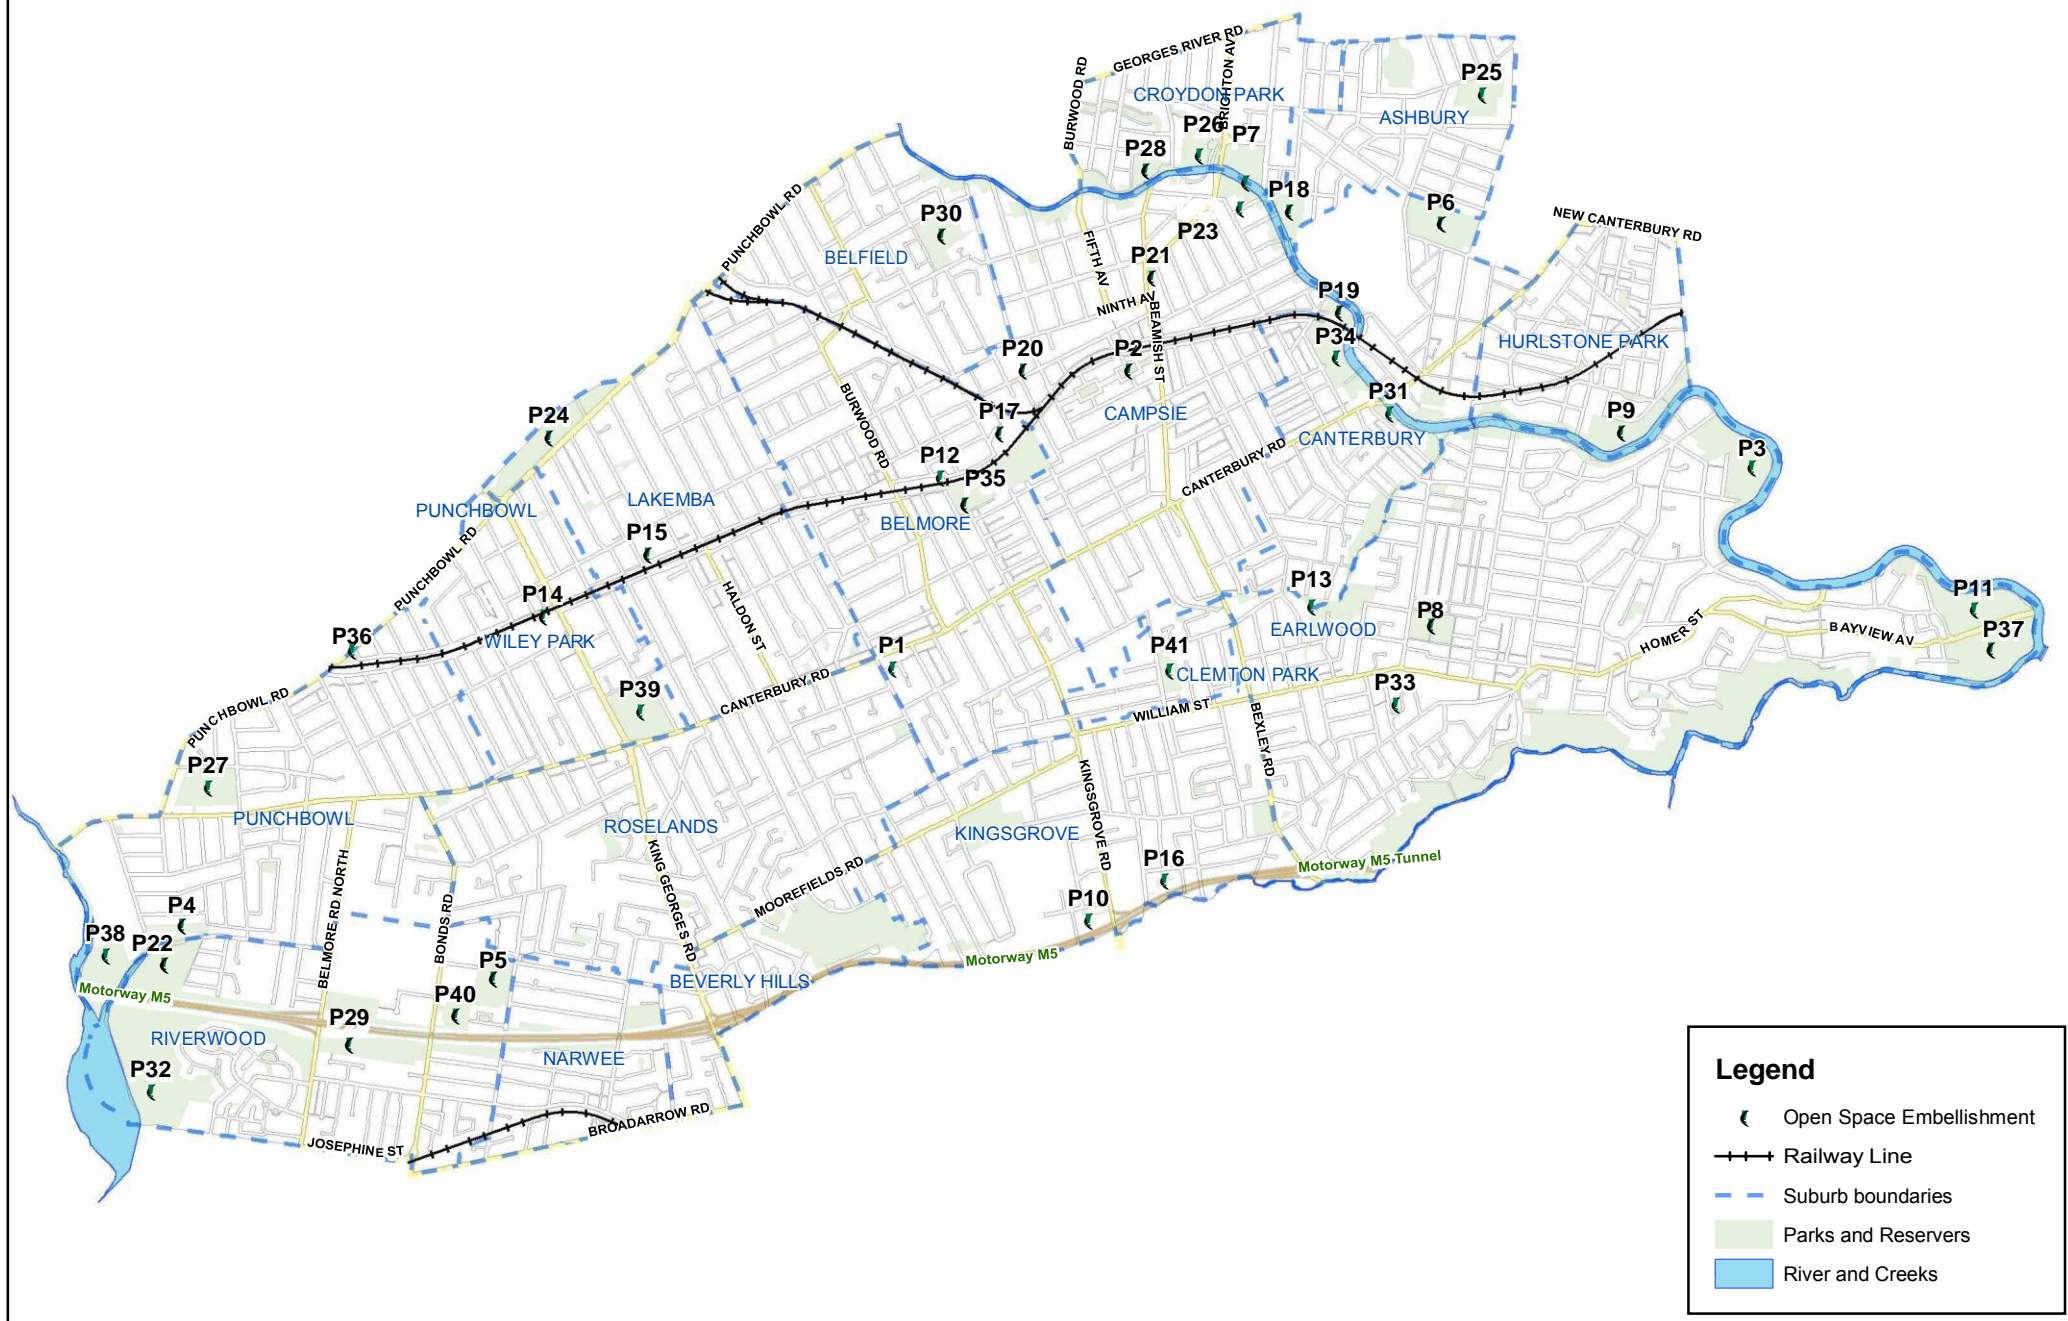 GEORGES RIVER RD
BURWOOD RD
BRIGHTON AV
CROYDON PARK
P25
ASHBURY
P26
P7
P28
P18
P6
NEW CANTERBURY RD
PUNCHBOWL RD
P30
BELFIELD
FIFTH AV
P23
P21
NINTH AV
BEAMISH ST
P19
P34
HURLSTONE PARK
P20
P2
P31
P24
BURWOOD RD
P17
CAMPSIE
P9
CANTERBURY
P3
P12
P35
CANTERBURY RD
LAKEMBA
PUNCHBOWL
BELMORE
P15
PUNCHBOWL RD
P14
HALDON ST
P13
P11
P8
P37
EARLWOOD
HOMER ST
BAYVIEW AV
P36
WILEY PARK
P1
P41
CLEMTON PARK
P39
CANTERBURY RD
P33
WILLIAM ST
PUNCHBOWL RD
BEXLEY RD
P27
KINGSGROVE RD
PUNCHBOWL
ROSELANDS
KINGSGROVE
KING GEORGES RD
MOOREFIELDS RD
P16
Motorway M5 Tunnel
BELMORE RD NORTH
BONDS RD
P4
P10
P38
P22
P5
Motorway M5
BEVERLY HILLS
Motorway M5
P40
P29
RIVERWOOD
NARWEE
P32
JOSEPHINE ST
BROADARROW RD
Legend
Open Space Embellishment
Railway Line
Suburb boundaries
Parks and Reservers
River and Creeks